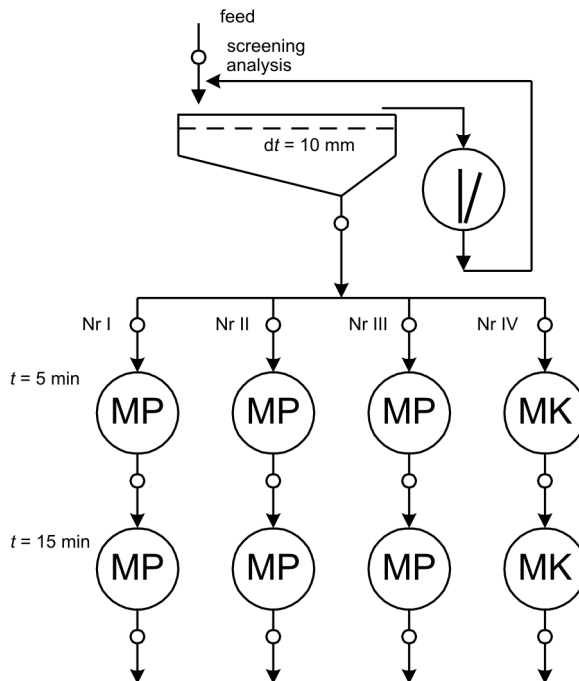 feed
screening
analysis
dt = 10 mm
Nr I
Nr II
Nr III
Nr IV
t = 5 min
MP
MP
MP
MK
t = 15 min
MP
MP
MP
MK